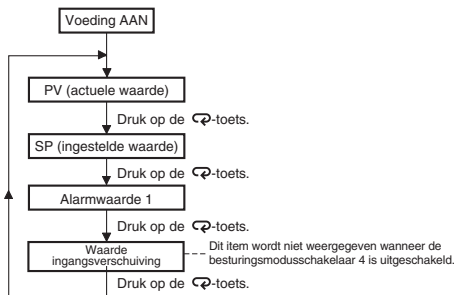 Voeding AAN
PV (actuele waarde)
Druk op de -toets.
SP (ingestelde waarde)
Druk op de -toets.
Alarmwaarde 1
Druk op de -toets.
Waarde
ingangsverschuiving
Dit item wordt niet weergegeven wanneer de
besturingsmodusschakelaar 4 is uitgeschakeld.
Druk op de -toets.